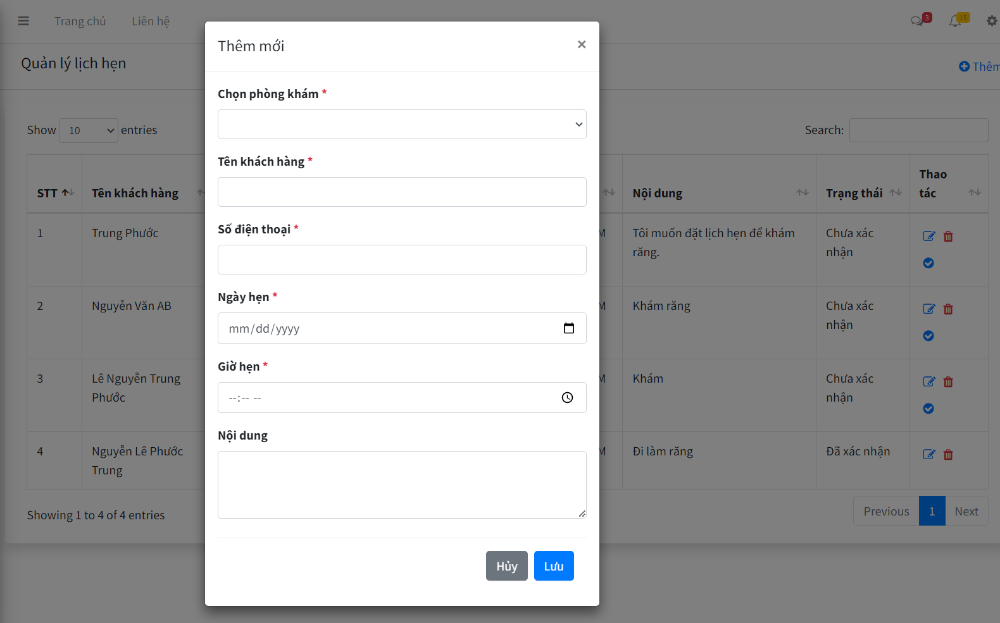 Trang chủ
Liên hệ
3
15
Quản lý lịch hẹn
Thêm
Show 10 entries
Search:
STT
Tên khách hàng
Nội dung
Trạng thái
Thao
tác
1
Trung Phước
M
Tôi muốn đặt lịch hẹn để khám
răng.
Chưa xác
nhận
2
Nguyễn Văn AB
M
Khám răng
Chưa xác
nhận
3
Lê Nguyễn Trung
Phước
M
Khám
Chưa xác
nhận
4
Nguyễn Lê Phước
Trung
M
Đi làm răng
Đã xác nhận
Showing 1 to 4 of 4 entries
Previous
1
Next
Thêm mới
×
Chọn phòng khám *
Tên khách hàng *
Số điện thoại *
Ngày hẹn *
mm/dd/yyyy
Giờ hẹn *
--:-- --
Nội dung
Hủy
Lưu